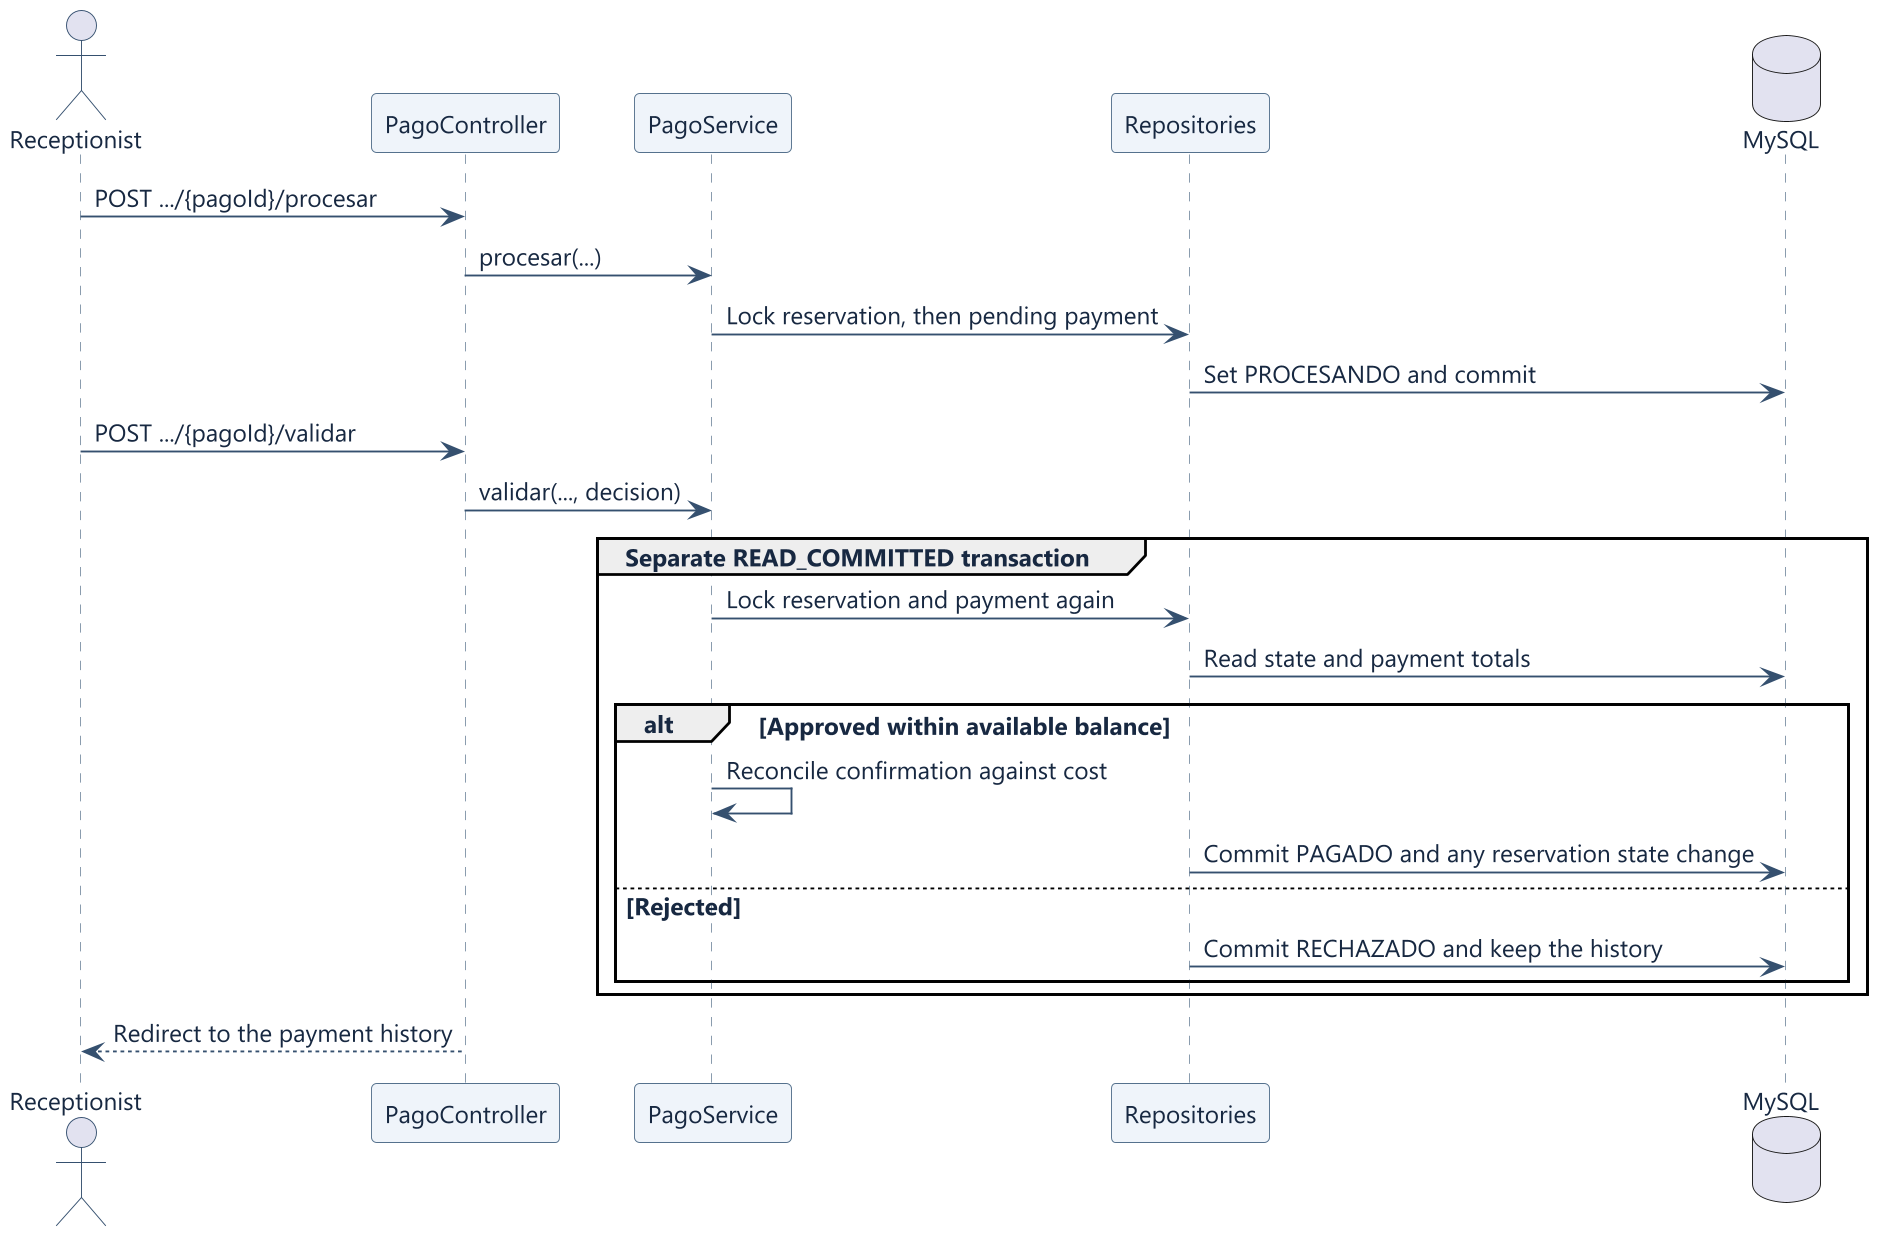 Receptionist
PagoController
PagoService
Repositories
MySQL
POST .../{pagoId}/procesar
procesar(...)
Lock reservation, then pending payment
Set PROCESANDO and commit
POST .../{pagoId}/validar
validar(..., decision)
Separate READ_COMMITTED transaction
Lock reservation and payment again
Read state and payment totals
alt [Approved within available balance]
Reconcile confirmation against cost
Commit PAGADO and any reservation state change
[Rejected]
Commit RECHAZADO and keep the history
Redirect to the payment history
Receptionist
PagoController
PagoService
Repositories
MySQL